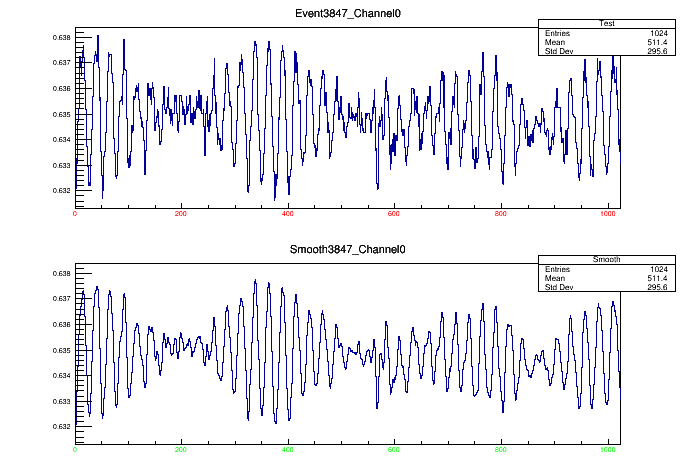 Event3847_Channel0
Test
Entries 1024
Mean 511.4
Std Dev 295.6
0.638
0.637
0.636
0.635
0.634
0.633
0.632
0 200 400 600 800 1000
Smooth3847_Channel0
Smooth
Entries 1024
Mean 511.4
Std Dev 295.6
0.638
0.637
0.636
0.635
0.634
0.633
0.632
0 200 400 600 800 1000